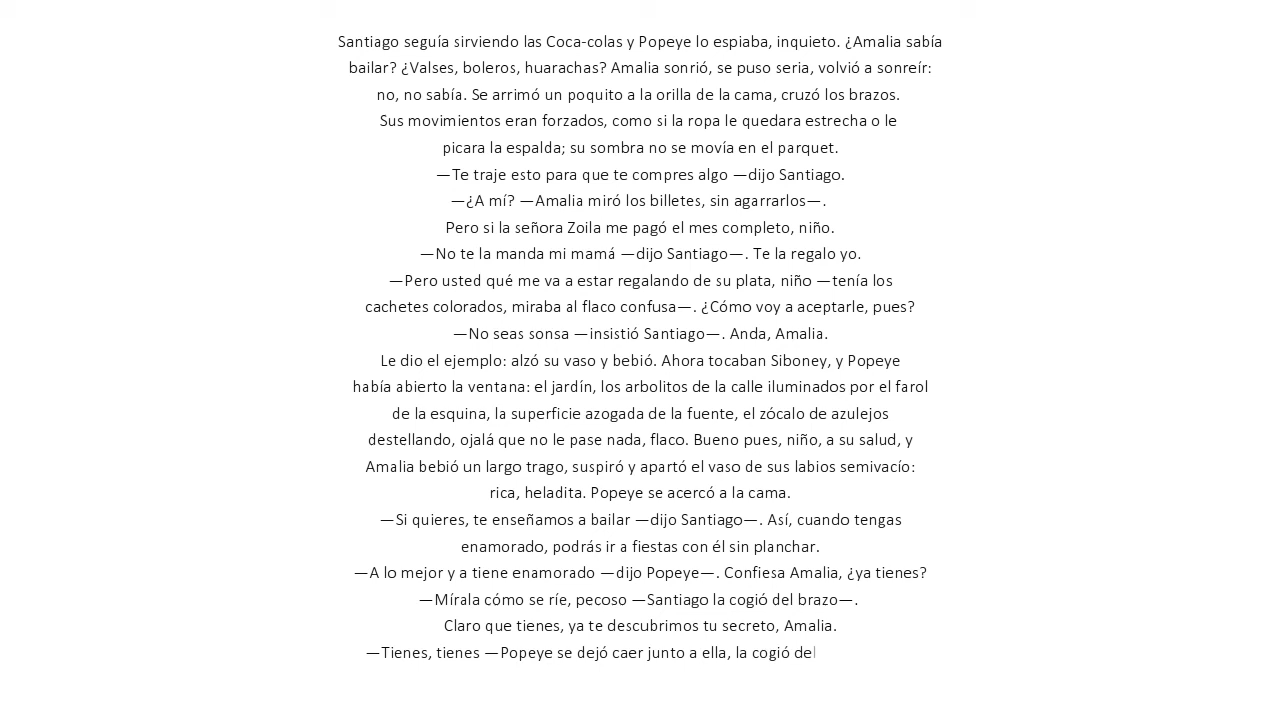 Santiago seguía sirviendo las Coca-colas y Popeye lo espiaba, inquieto. ¿Amalia sabía
bailar? ¿Valses, boleros, huarachas? Amalia sonrió, se puso seria, volvió a sonreír:
no, no sabía. Se arrimó un poquito a la orilla de la cama, cruzó los brazos.
Sus movimientos eran forzados, como si la ropa le quedara estrecha o le
picara la espalda; su sombra no se movía en el parquet.
—Te traje esto para que te compres algo —dijo Santiago.
—¿A mí? —Amalia miró los billetes, sin agarrarlos—.
Pero si la señora Zoila me pagó el mes completo, niño.
—No te la manda mi mamá —dijo Santiago—. Te la regalo yo.
—Pero usted qué me va a estar regalando de su plata, niño —tenía los
cachetes colorados, miraba al flaco confusa—. ¿Cómo voy a aceptarle, pues?
—No seas sonsa —insistió Santiago—. Anda, Amalia.
Le dio el ejemplo: alzó su vaso y bebió. Ahora tocaban Siboney, y Popeye
había abierto la ventana: el jardín, los arbolitos de la calle iluminados por el farol
de la esquina, la superficie azogada de la fuente, el zócalo de azulejos
destellando, ojalá que no le pase nada, flaco. Bueno pues, niño, a su salud, y
Amalia bebió un largo trago, suspiró y apartó el vaso de sus labios semivacío:
rica, heladita. Popeye se acercó a la cama.
—Si quieres, te enseñamos a bailar —dijo Santiago—. Así, cuando tengas
enamorado, podrás ir a fiestas con él sin planchar.
—A lo mejor y a tiene enamorado —dijo Popeye—. Confiesa Amalia, ¿ya tienes?
—Mírala cómo se ríe, pecoso —Santiago la cogió del brazo—.
Claro que tienes, ya te descubrimos tu secreto, Amalia.
—Tienes, tienes —Popeye se dejó caer junto a ella, la cogió del